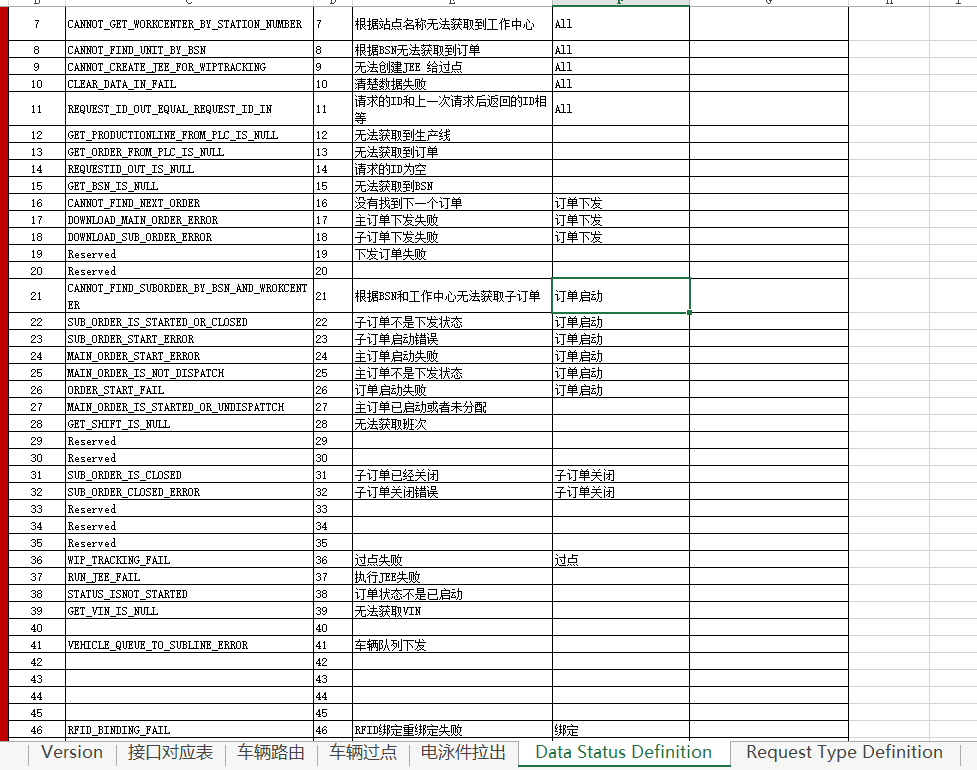 B C D E F G H I
7 CANNOT_GET_WORKCENTER_BY_STATION_NUMBER 7 根据站点名称无法获取到工作中心 All
8 CANNOT_FIND_UNIT_BY_BSN 8 根据BSN无法获取到订单 All
9 CANNOT_CREATE_JEE_FOR_WIPTRACKING 9 无法创建JEE 给过点 All
10 CLEAR_DATA_IN_FAIL 10 清楚数据失败 All
11 REQUEST_ID_OUT_EQUAL_REQUEST_ID_IN 11 请求的ID和上一次请求后返回的ID相 All
等
12 GET_PRODUCTIONLINE_FROM_PLC_IS_NULL 12 无法获取到生产线
13 GET_ORDER_FROM_PLC_IS_NULL 13 无法获取到订单
14 REQUESTID_OUT_IS_NULL 14 请求的ID为空
15 GET_BSN_IS_NULL 15 无法获取到BSN
16 CANNOT_FIND_NEXT_ORDER 16 没有找到下一个订单 订单下发
17 DOWNLOAD_MAIN_ORDER_ERROR 17 主订单下发失败 订单下发
18 DOWNLOAD_SUB_ORDER_ERROR 18 子订单下发失败 订单下发
19 Reserved 19 下发订单失败
20 Reserved 20
21 CANNOT_FIND_SUBORDER_BY_BSN_AND_WROKCENT 21 根据BSN和工作中心无法获取子订单 订单启动
ER
22 SUB_ORDER_IS_STARTED_OR_CLOSED 22 子订单不是下发状态 订单启动
23 SUB_ORDER_START_ERROR 23 子订单启动错误 订单启动
24 MAIN_ORDER_START_ERROR 24 主订单启动失败 订单启动
25 MAIN_ORDER_IS_NOT_DISPATCH 25 主订单不是下发状态 订单启动
26 ORDER_START_FAIL 26 订单启动失败 订单启动
27 MAIN_ORDER_IS_STARTED_OR_UNDISPATTCH 27 主订单已启动或者未分配
28 GET_SHIFT_IS_NULL 28 无法获取班次
29 Reserved 29
30 Reserved 30
31 SUB_ORDER_IS_CLOSED 31 子订单已经关闭 子订单关闭
32 SUB_ORDER_CLOSED_ERROR 32 子订单关闭错误 子订单关闭
33 Reserved 33
34 Reserved 34
35 Reserved 35
36 WIP_TRACKING_FAIL 36 过点失败 过点
37 RUN_JEE_FAIL 37 执行JEE失败
38 STATUS_ISNOT_STARTED 38 订单状态不是已启动
39 GET_VIN_IS_NULL 39 无法获取VIN
40 40
41 VEHICLE_QUEUE_TO_SUBLINE_ERROR 41 车辆队列下发
42 42
43 43
44 44
45 45
46 RFID_BINDING_FAIL 46 RFID绑定重绑定失败 绑定
Version 接口对应表 车辆路由 车辆过点 电泳件拉出 Data Status Definition Request Type Definition